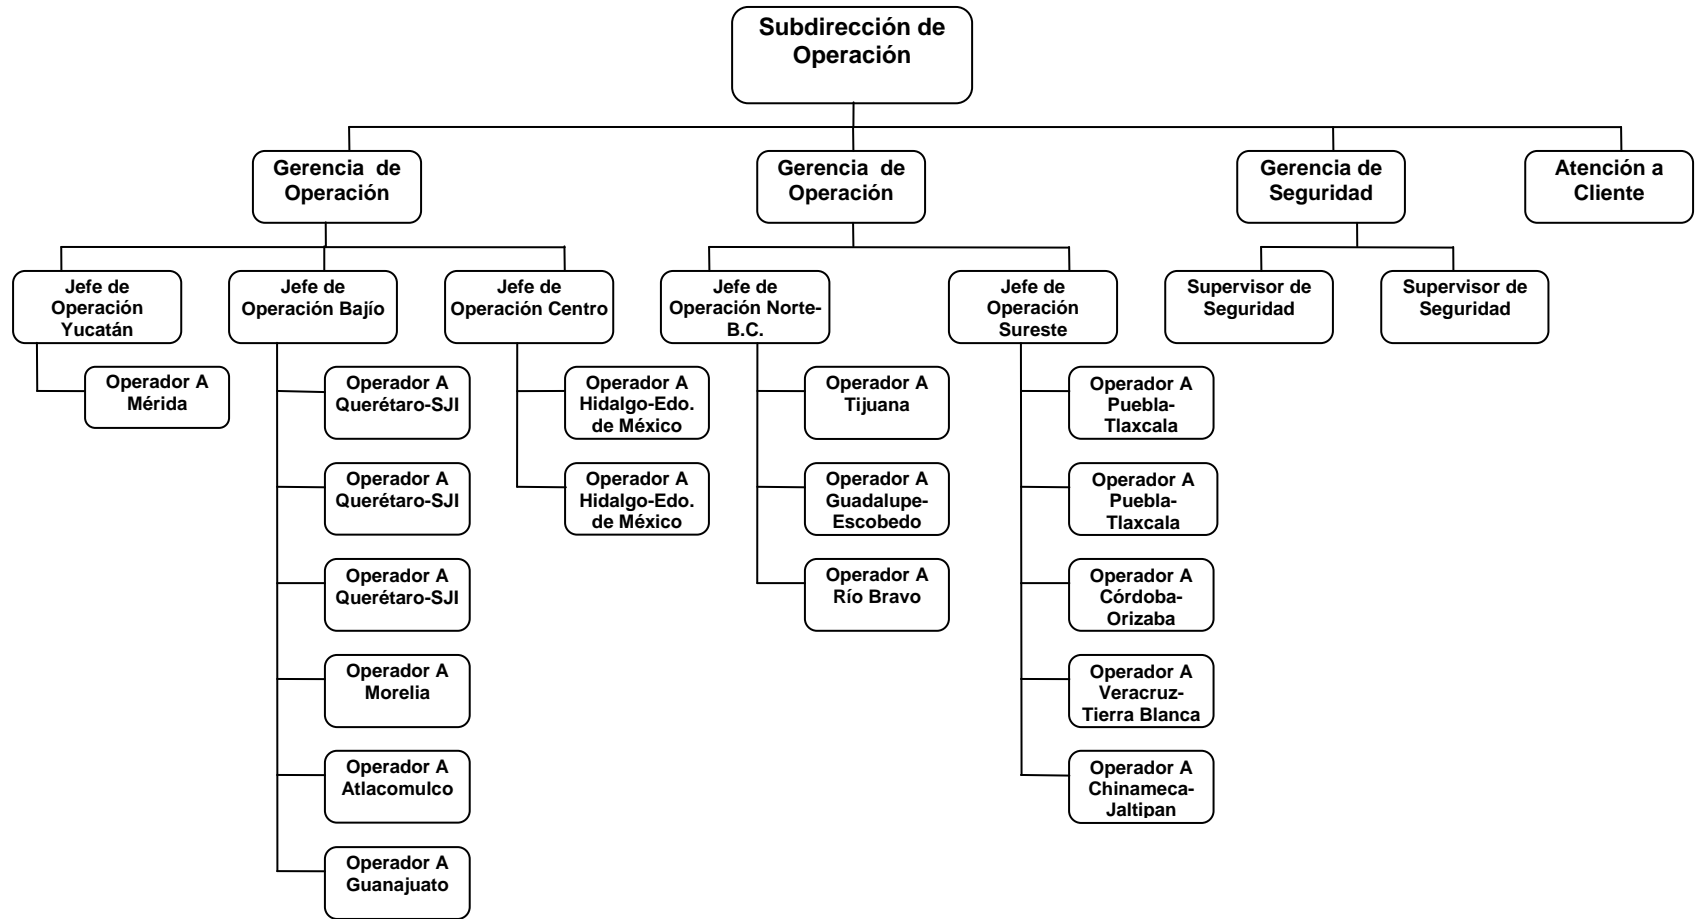 Subdirección de
Operación
Gerencia de
Operación
Gerencia de
Operación
Gerencia de
Seguridad
Atención a
Cliente
Jefe de
Operación
Yucatán
Jefe de
Operación Bajío
Jefe de
Operación Centro
Jefe de
Operación Norte-
B.C.
Jefe de
Operación
Sureste
Supervisor de
Seguridad
Supervisor de
Seguridad
Operador A
Mérida
Operador A
Querétaro-SJI
Operador A
Hidalgo-Edo.
de México
Operador A
Tijuana
Operador A
Puebla-
Tlaxcala
Operador A
Querétaro-SJI
Operador A
Hidalgo-Edo.
de México
Operador A
Guadalupe-
Escobedo
Operador A
Puebla-
Tlaxcala
Operador A
Querétaro-SJI
Operador A
Río Bravo
Operador A
Córdoba-
Orizaba
Operador A
Morelia
Operador A
Veracruz-
Tierra Blanca
Operador A
Atlacomulco
Operador A
Chinameca-
Jaltipan
Operador A
Guanajuato